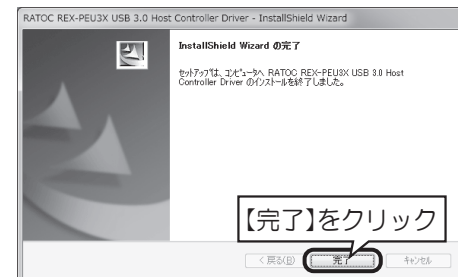 RATOC REX-PEU3X USB 3.0 Host Controller Driver - InstallShield Wizard
InstallShield Wizard の完了
セットアップは、コンピュータへ RATOC REX-PEU3X USB 3.0 Host
Controller Driver のインストールを終了しました。
【完了】をクリック
< 戻る(B)
完了
キャンセル